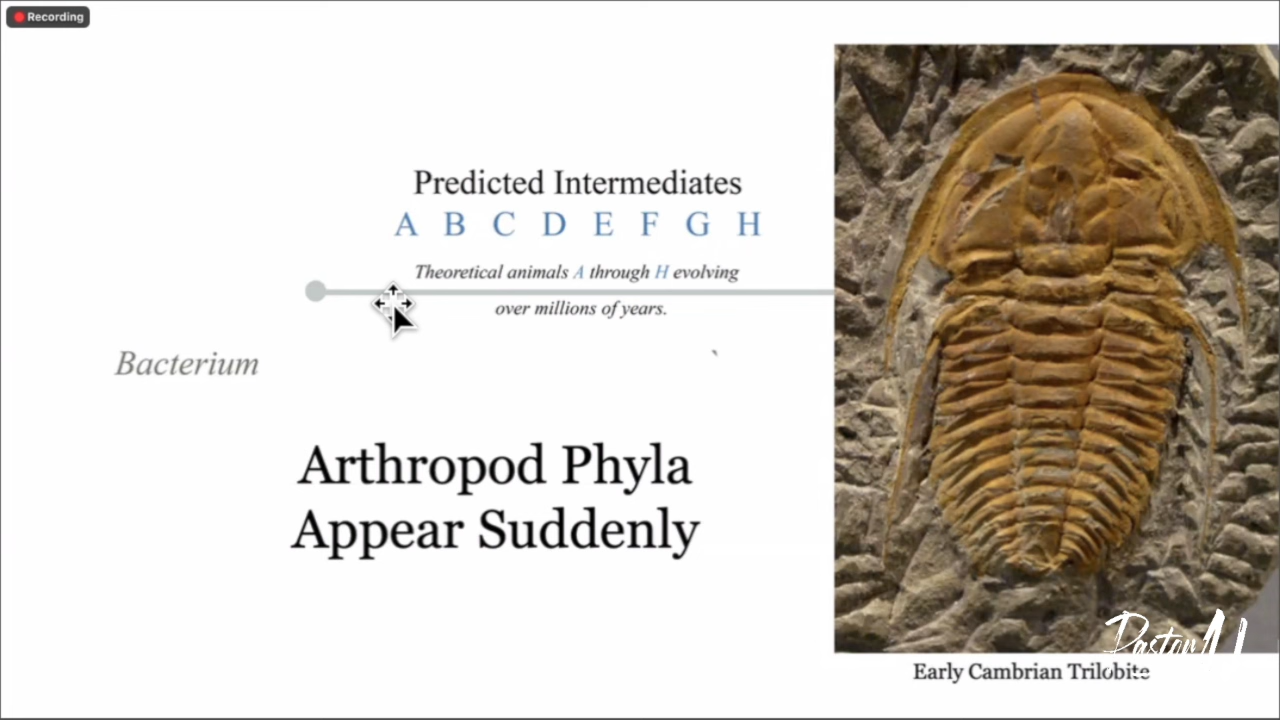 Recording
Predicted Intermediates
A B C D E F G H
Theoretical animals A through H evolving
over millions of years.
Bacterium
Arthropod Phyla
Appear Suddenly
Pastor
Early Cambrian Trilobite